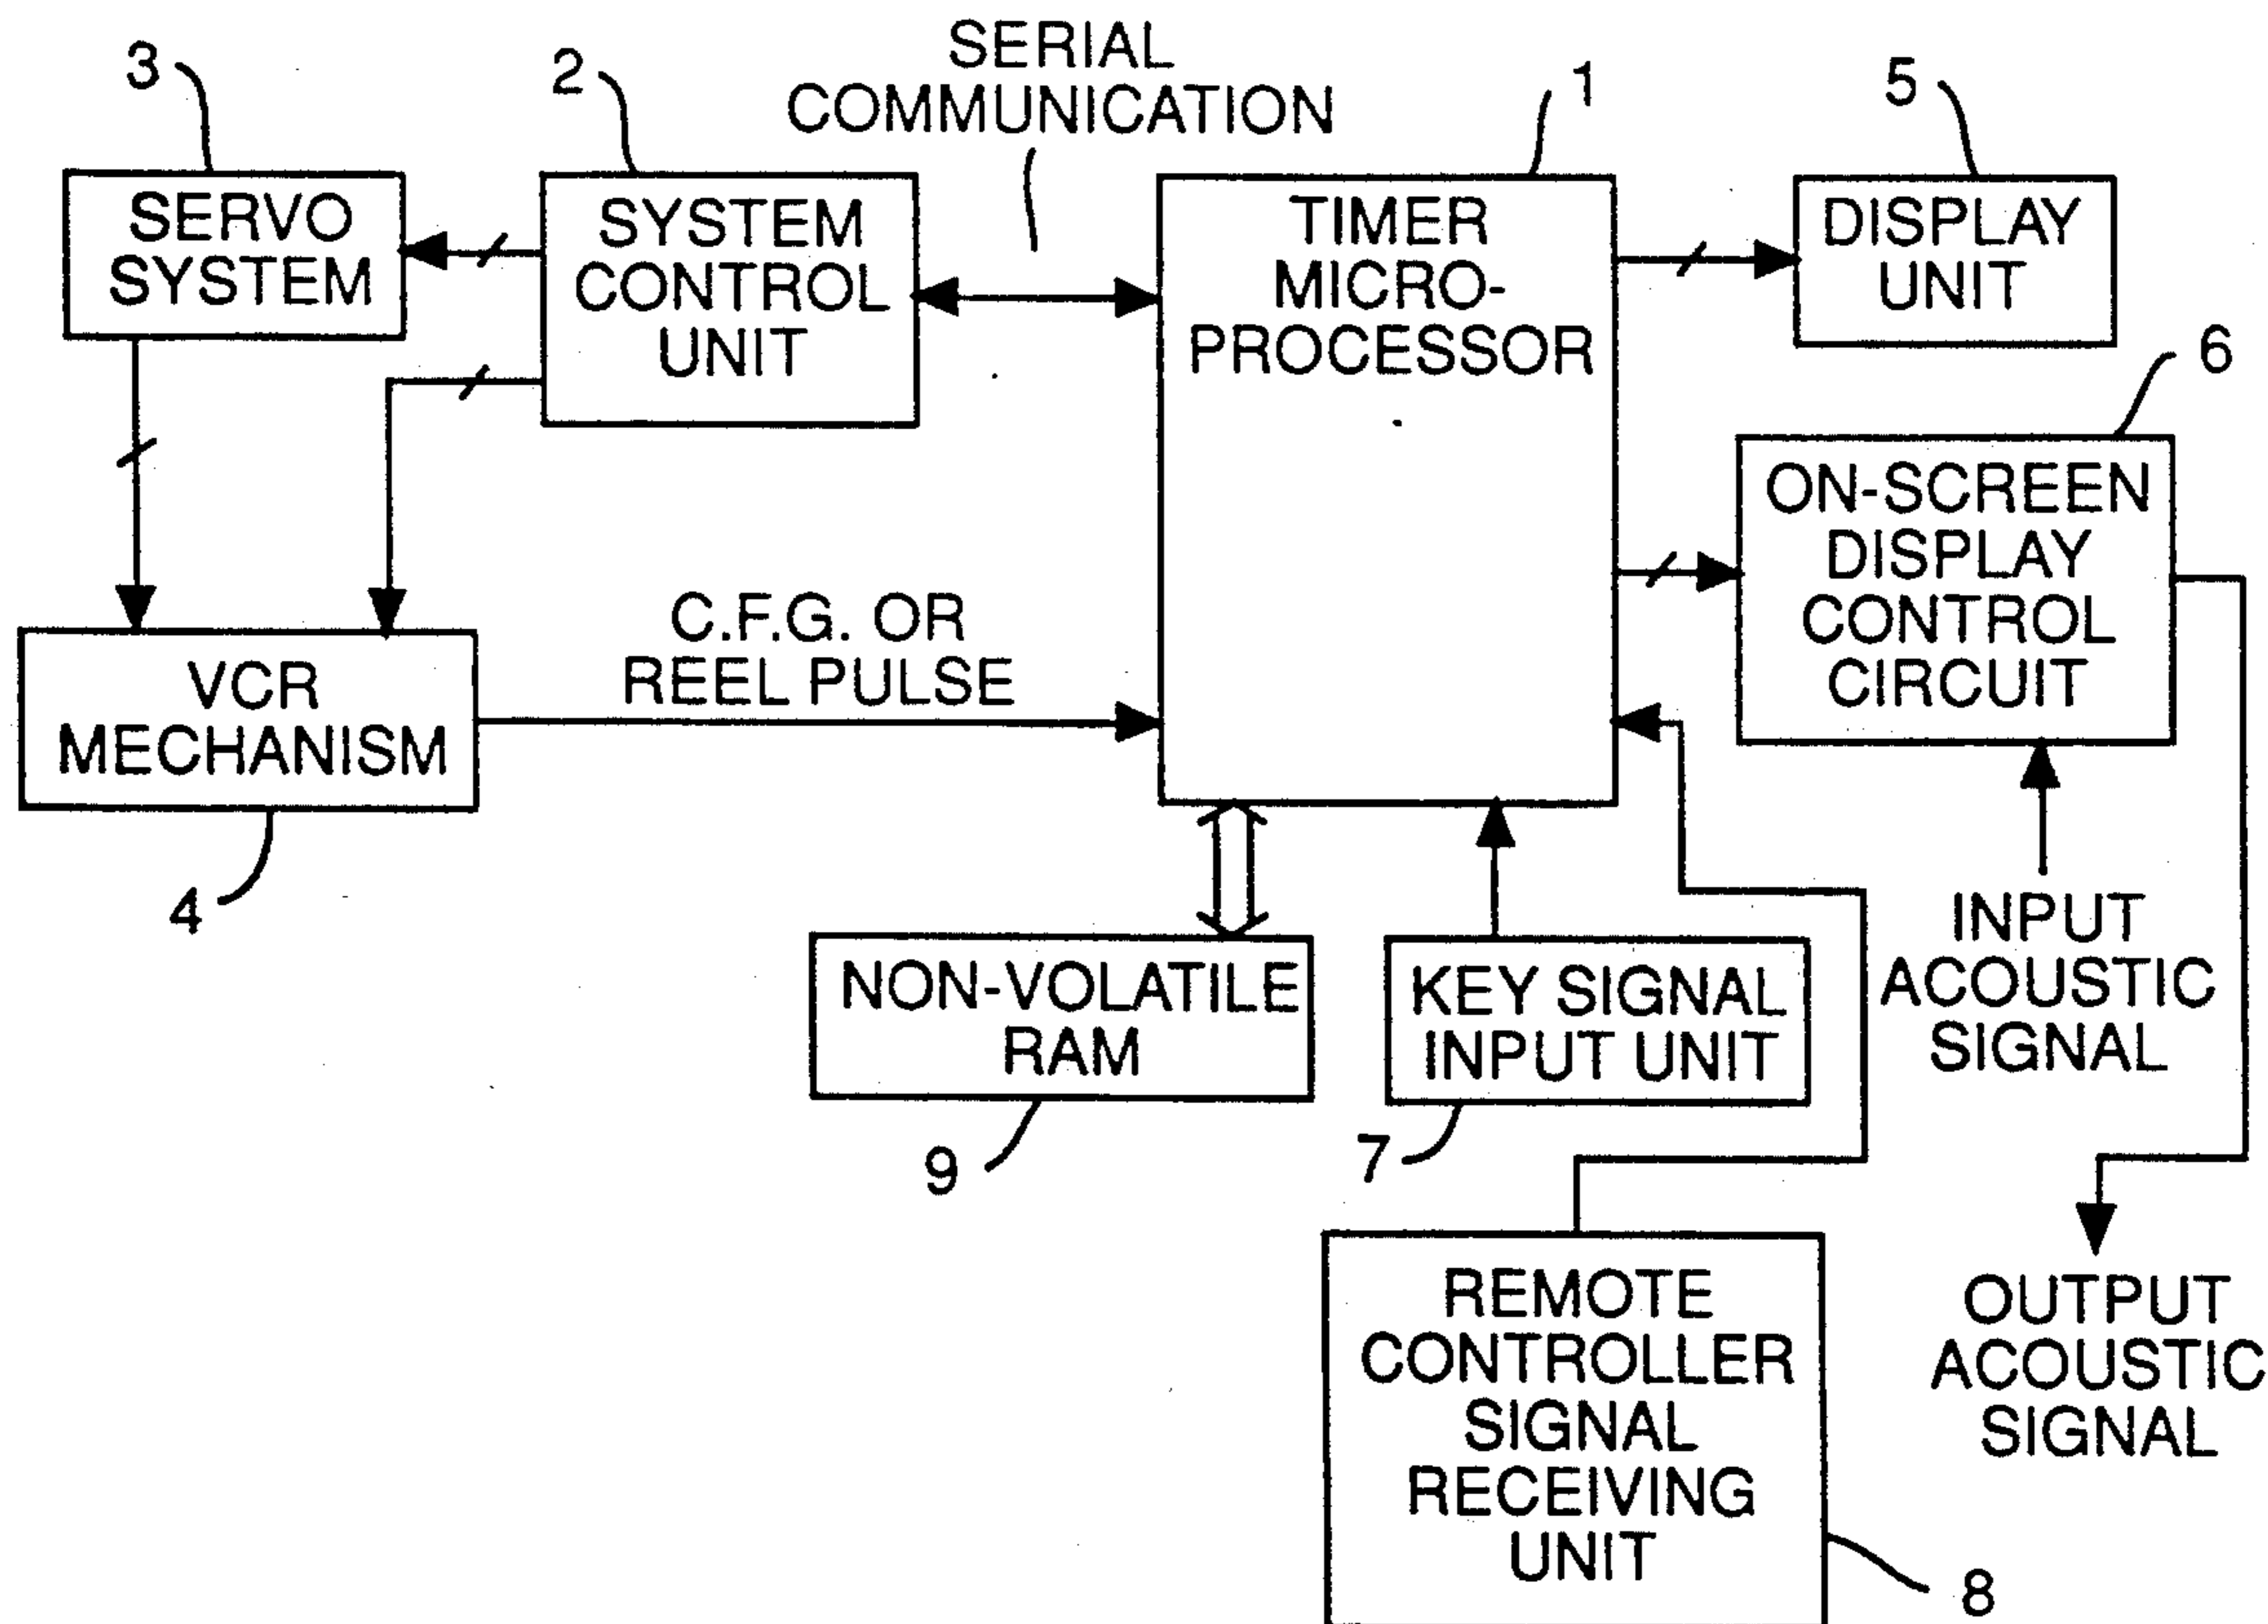 3
2
SERIAL
COMMUNICATION
1
5
SERVO
SYSTEM
SYSTEM
CONTROL
UNIT
TIMER
MICRO-
PROCESSOR
DISPLAY
UNIT
6
ON-SCREEN
DISPLAY
CONTROL
CIRCUIT
C.F.G. OR
REEL PULSE
VCR
MECHANISM
4
NON-VOLATILE
RAM
9
KEY SIGNAL
INPUT UNIT
7
INPUT
ACOUSTIC
SIGNAL
REMOTE
CONTROLLER
SIGNAL
RECEIVING
UNIT
8
OUTPUT
ACOUSTIC
SIGNAL